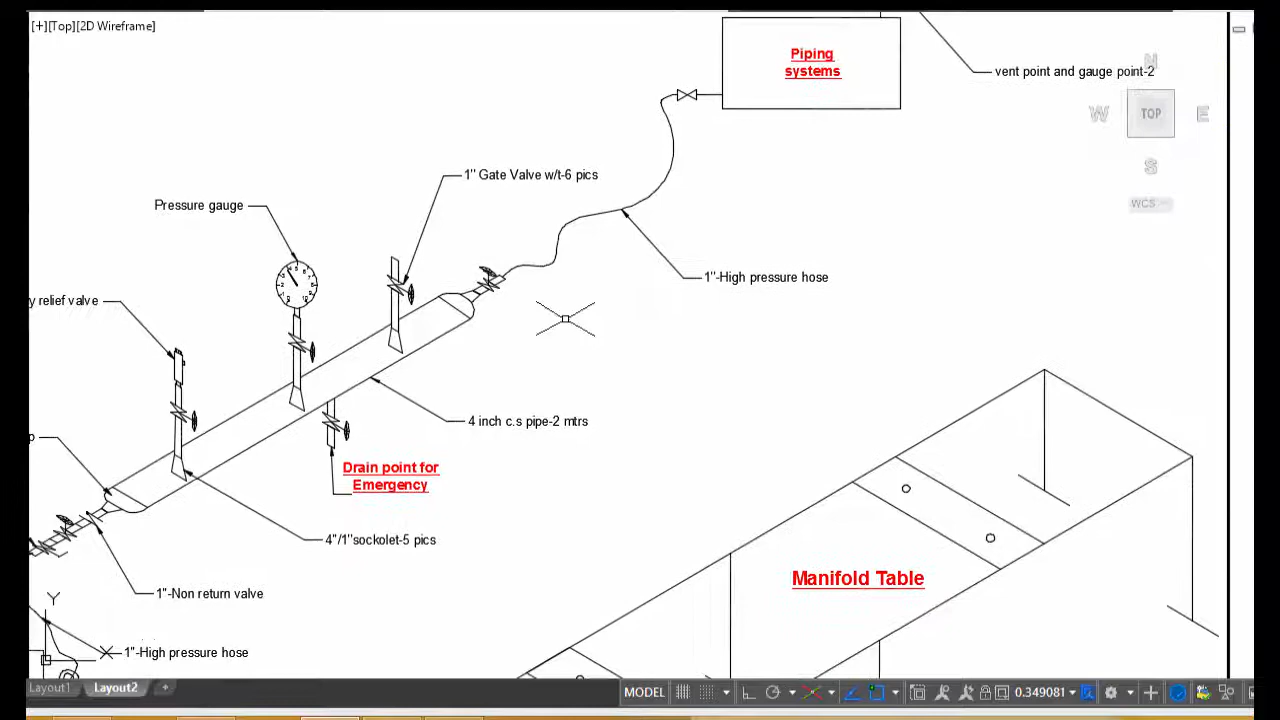 [+][Top][2D Wireframe]
Piping
systems
vent point and gauge point-2
N
W
TOP
E
S
WCS
1" Gate Valve w/t-6 pics
Pressure gauge
1"-High pressure hose
y relief valve
4 inch c.s pipe-2 mtrs
p
Drain point for
Emergency
4"/1"sockolet-5 pics
Manifold Table
1"-Non return valve
Y
X
1"-High pressure hose
Layout1
Layout2
+
MODEL
0.349081